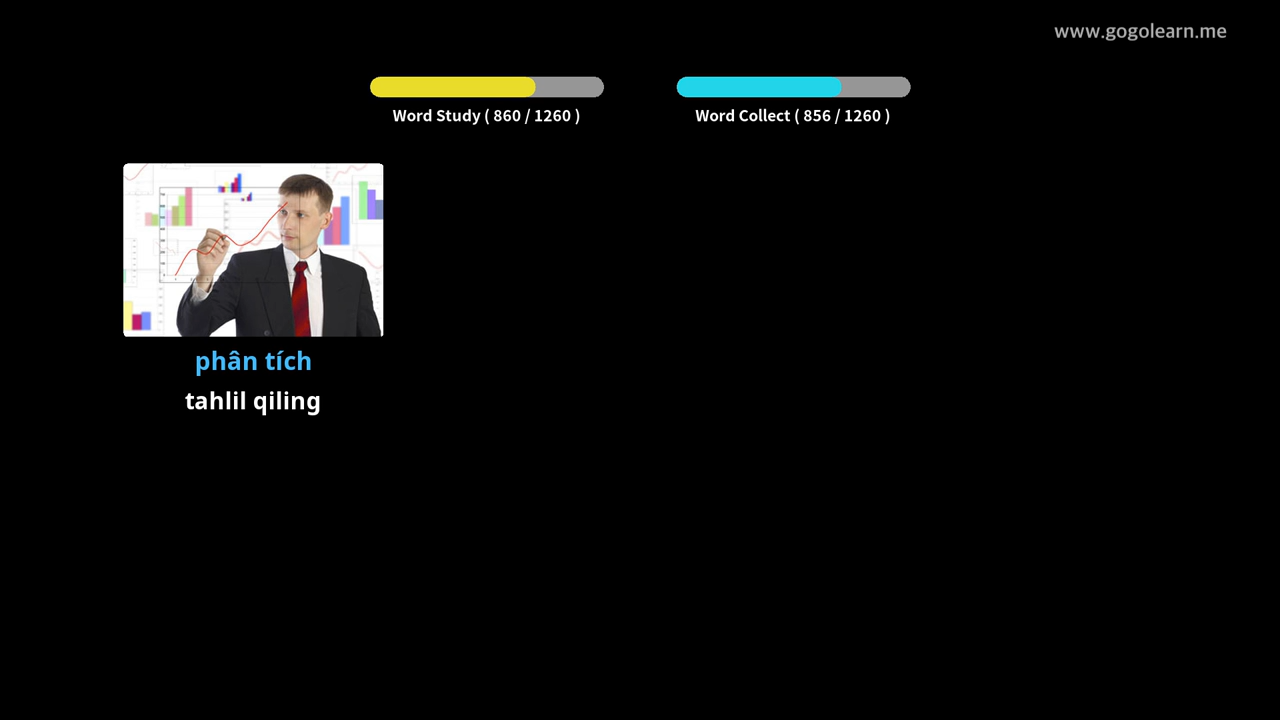 www.gogolearn.me
Word Study ( 860 / 1260 )
Word Collect ( 856 / 1260 )
phân tích
tahlil qiling